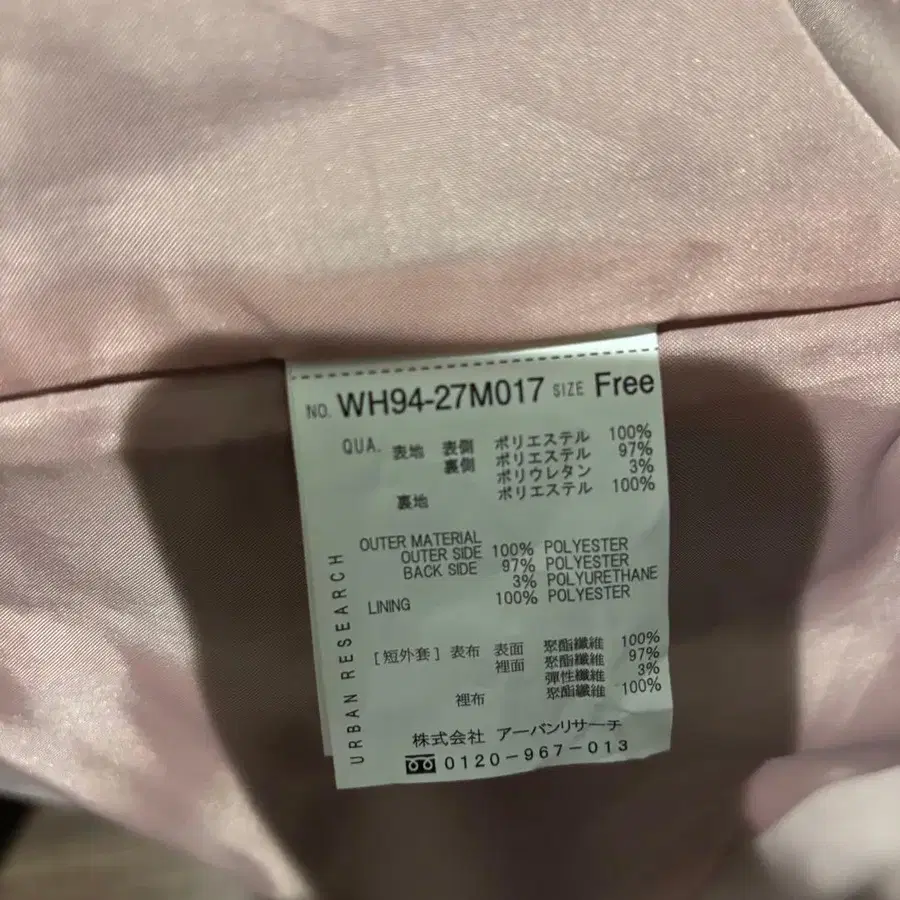 NO. WH94-27M017 SIZE Free
QUA. 表地 表側 ポリエステル 100%
裏側 ポリエステル 97%
ポリウレタン 3%
裏地 ポリエステル 100%
OUTER MATERIAL
OUTER SIDE 100% POLYESTER
BACK SIDE 97% POLYESTER
3% POLYURETHANE
LINING 100% POLYESTER
[短外套] 表布 表面 聚酯纖維 100%
裡面 聚酯纖維 97%
彈性纖維 3%
裡布 聚酯纖維 100%
URBAN RESEARCH
株式会社 アーバンリサーチ
0120-967-013